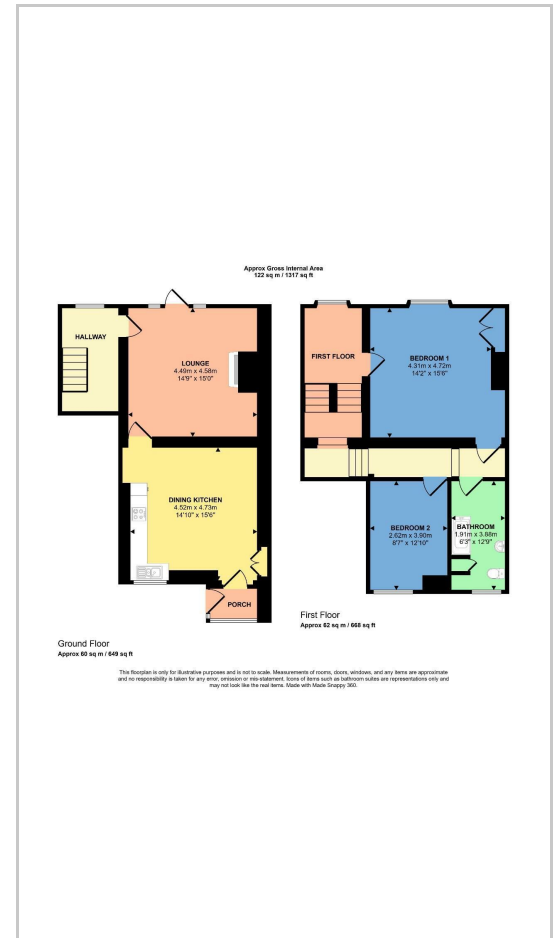 Approx Gross Internal Area
122 sq m / 1317 sq ft
HALLWAY
LOUNGE
4.49m x 4.58m
14'9" x 15'0"
DINING KITCHEN
4.52m x 4.73m
14'10" x 15'6"
PORCH
Ground Floor
Approx 60 sq m / 649 sq ft
FIRST FLOOR
BEDROOM 1
4.31m x 4.72m
14'2" x 15'6"
BEDROOM 2
2.62m x 3.90m
8'7" x 12'10"
BATHROOM
1.91m x 3.88m
6'3" x 12'9"
First Floor
Approx 62 sq m / 668 sq ft
This floorplan is only for illustrative purposes and is not to scale. Measurements of rooms, doors, windows, and any items are approximate
and no responsibility is taken for any error, omission or mis-statement. Icons of items such as bathroom suites are representations only and
may not look like the real items. Made with Made Snappy 360.